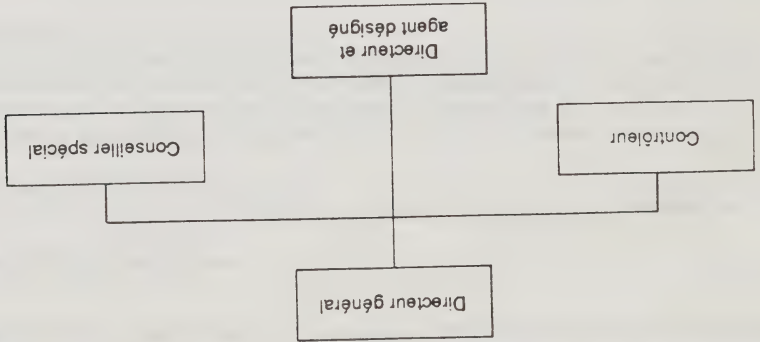 Directeur général
Contrôleur
Conseiller spécial
Directeur et
agent désigné